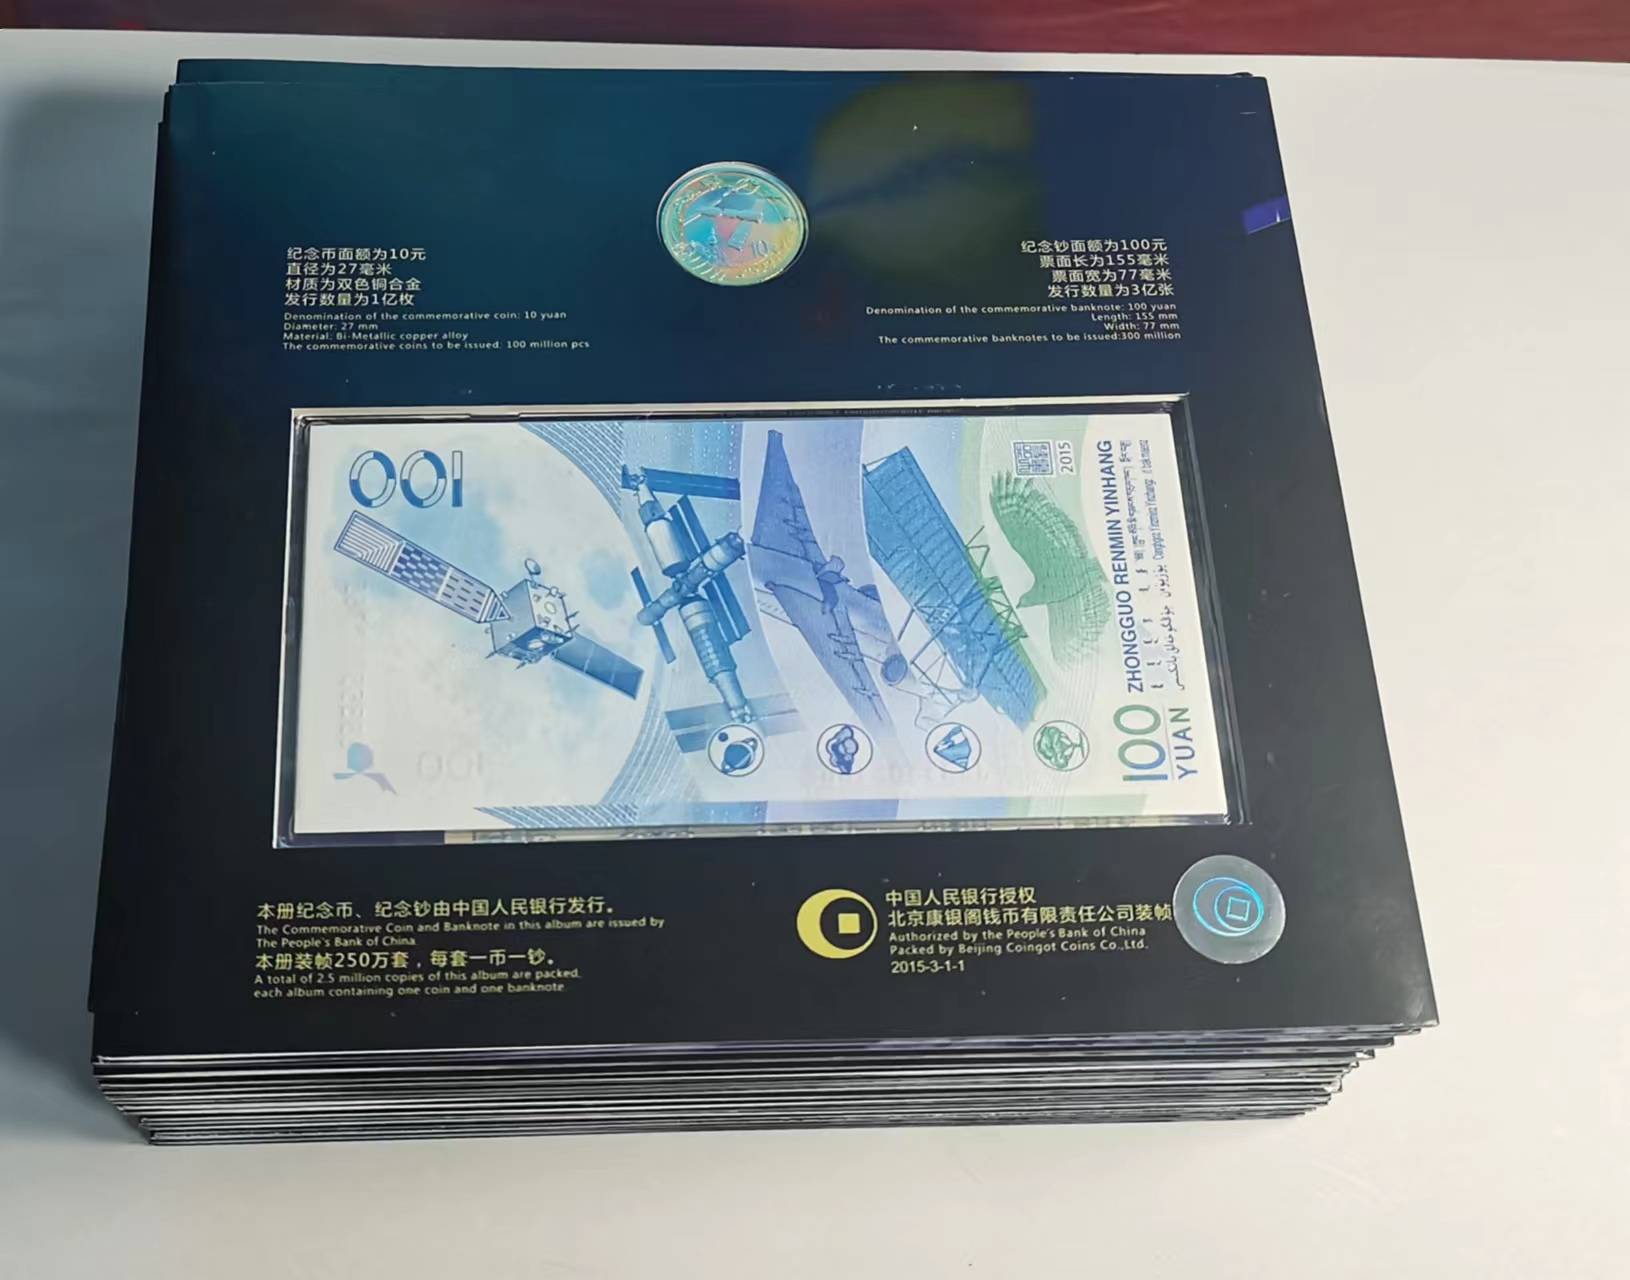 纪念币面额为10元
直径为27毫米
材质为双色铜合金
发行数量为1亿枚
Denomination of the commemorative coin: 10 yuan
Diameter: 27 mm
Material: Bi-Metallic copper alloy
The commemorative coins to be issued: 100 million pcs
10
纪念钞面额为100元
票面长为155毫米
票面宽为77毫米
发行数量为3亿张
Denomination of the commemorative banknote: 100 yuan
Length: 155 mm
Width: 77 mm
The commemorative banknotes to be issued:300 million
100
2015
ZHONGGUO RENMIN YINHANG
100
YUAN
本册纪念币、纪念钞由中国人民银行发行。
The Commemorative Coin and Banknote in this album are issued by
The People's Bank of China
本册装帧250万套，每套一币一钞。
A total of 2.5 million copies of this album are packed,
each album containing one coin and one banknote
中国人民银行授权
北京康银阁钱币有限责任公司装帧
Authorized by the People's Bank of China
Packed by Beijing Coingot Coins Co.,Ltd.
2015-3-1-1